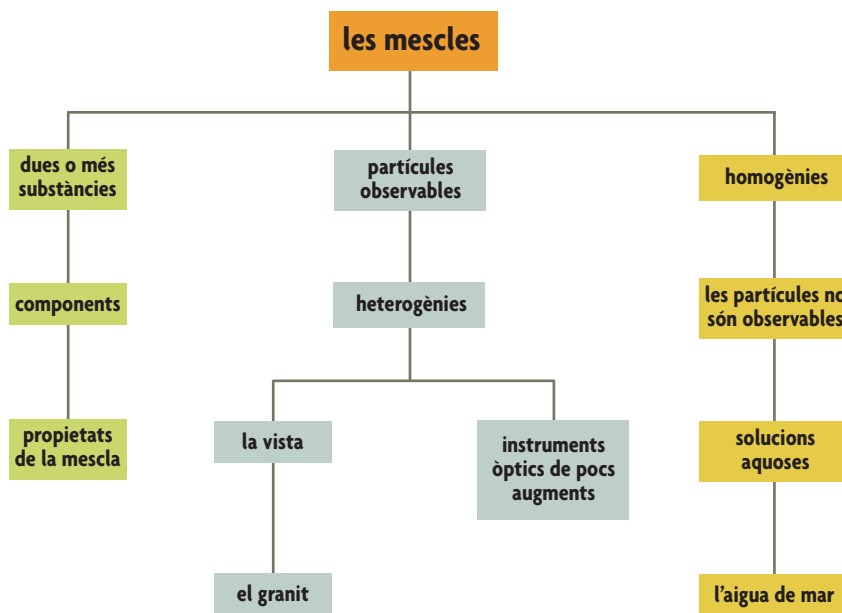 les mescles
dues o més
substàncies
partícules
observables
homogènies
components
heterogènies
les partícules no
són observables
propietats
de la mescla
la vista
instruments
òptics de pocs
augments
solucions
aquoses
el granit
l'aigua de mar